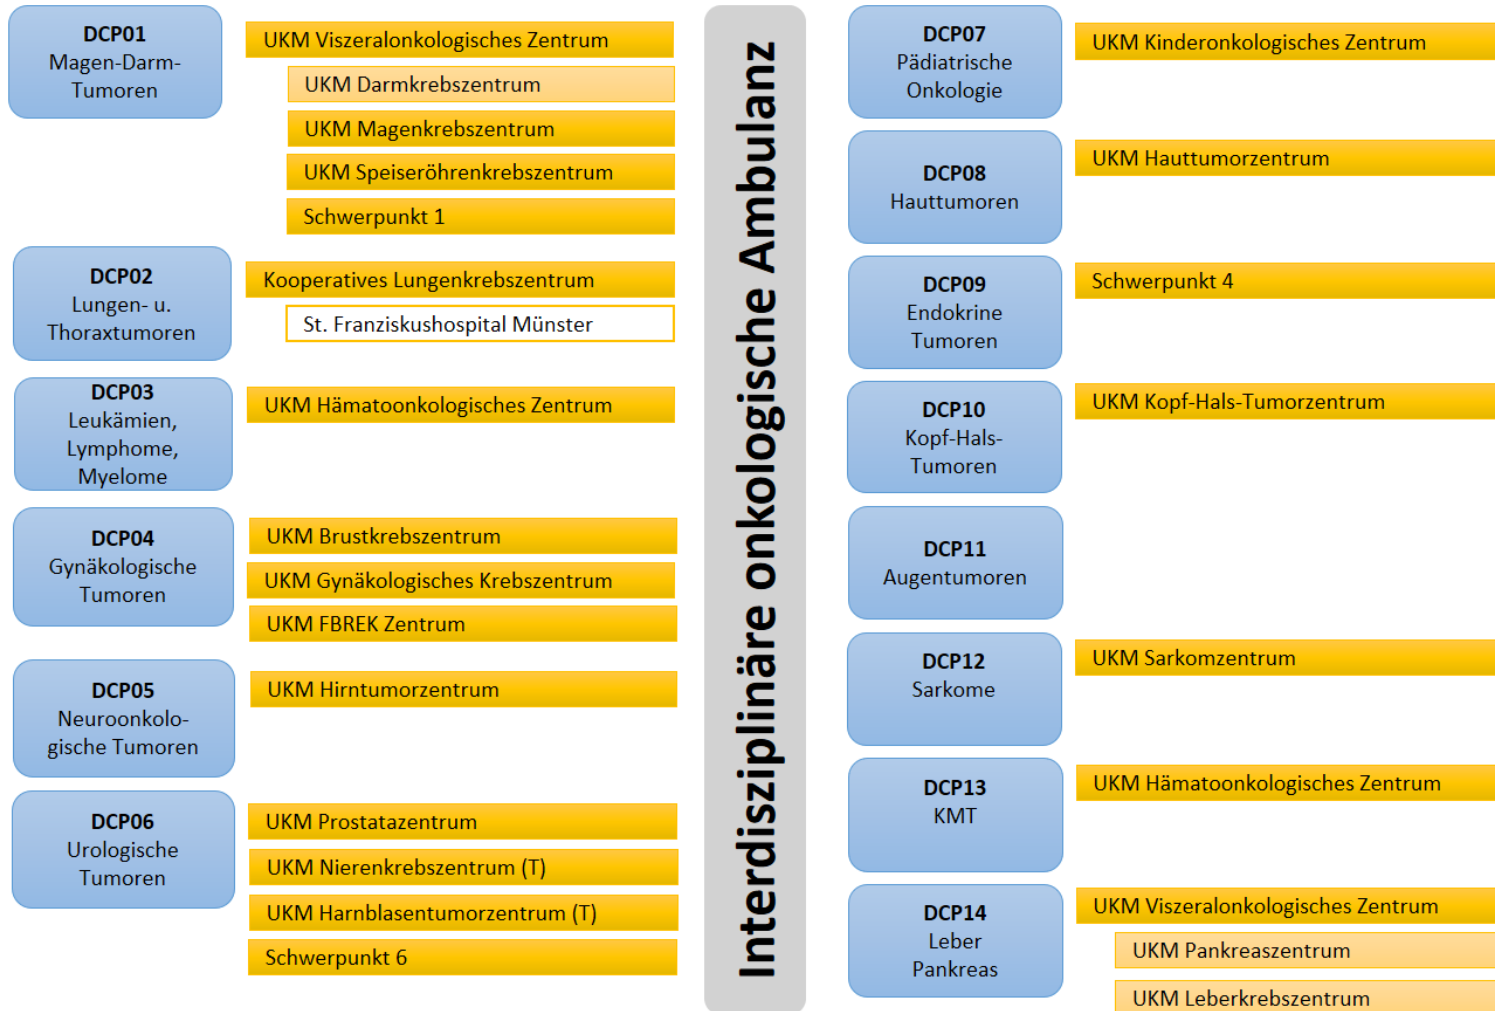 DCP01
Magen-Darm-
Tumoren
UKM Viszeralonkologisches Zentrum
UKM Darmkrebszentrum
UKM Magenkrebszentrum
UKM Speiseröhrenkrebszentrum
Schwerpunkt 1
DCP02
Lungen- u.
Thoraxtumoren
Kooperatives Lungenkrebszentrum
St. Franziskushospital Münster
DCP03
Leukämien,
Lymphome,
Myelome
UKM Hämatoonkologisches Zentrum
DCP04
Gynäkologische
Tumoren
UKM Brustkrebszentrum
UKM Gynäkologisches Krebszentrum
UKM FBREK Zentrum
DCP05
Neuroonkolo-
gische Tumoren
UKM Hirntumorzentrum
DCP06
Urologische
Tumoren
UKM Prostatazentrum
UKM Nierenkrebszentrum (T)
UKM Harnblasentumorzentrum (T)
Schwerpunkt 6
Interdisziplinäre onkologische Ambulanz
DCP07
Pädiatrische
Onkologie
UKM Kinderonkologisches Zentrum
DCP08
Hauttumoren
UKM Hauttumorzentrum
DCP09
Endokrine
Tumoren
Schwerpunkt 4
DCP10
Kopf-Hals-
Tumoren
UKM Kopf-Hals-Tumorzentrum
DCP11
Augentumoren
DCP12
Sarkome
UKM Sarkomzentrum
DCP13
KMT
UKM Hämatoonkologisches Zentrum
DCP14
Leber
Pankreas
UKM Viszeralonkologisches Zentrum
UKM Pankreaszentrum
UKM Leberkrebszentrum